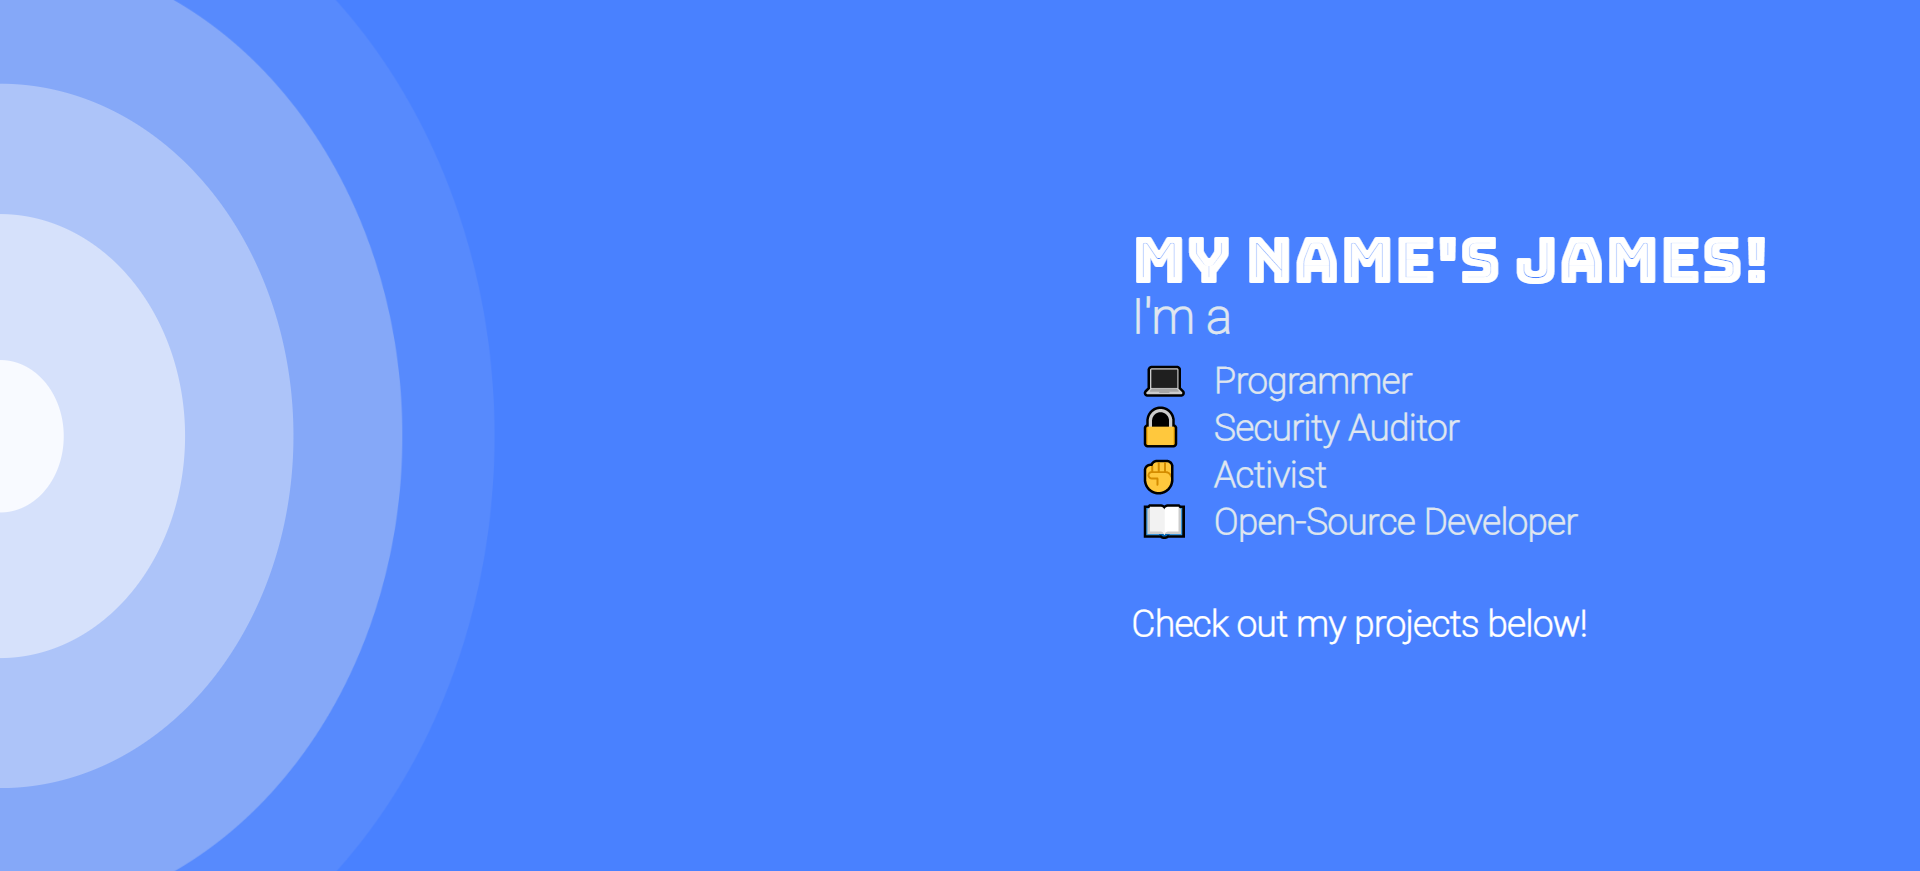 MY NAME'S JAMES!
I'm a
Programmer
Security Auditor
Activist
Open-Source Developer
Check out my projects below!